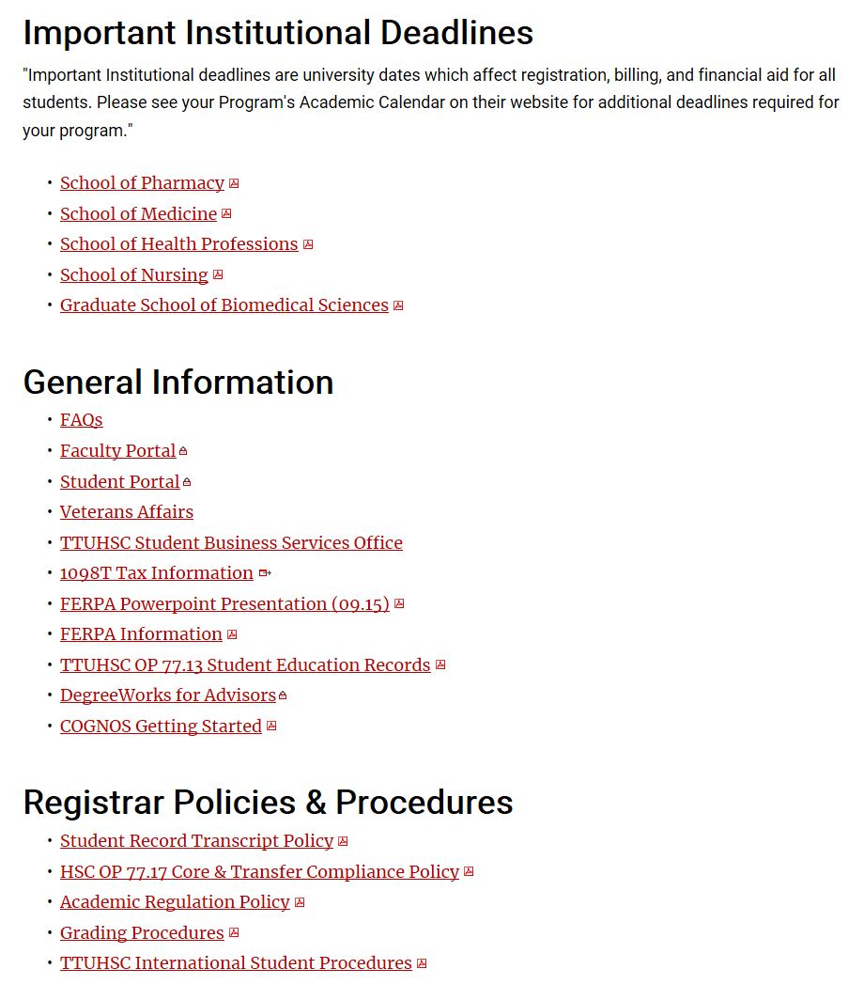 Important Institutional Deadlines
"Important Institutional deadlines are university dates which affect registration, billing, and financial aid for all
students. Please see your Program's Academic Calendar on their website for additional deadlines required for
your program."
• School of Pharmacy
• School of Medicine
• School of Health Professions
• School of Nursing
• Graduate School of Biomedical Sciences
General Information
• FAQs
• Faculty Portal
• Student Portal
• Veterans Affairs
• TTUHSC Student Business Services Office
• 1098T Tax Information
• FERPA Powerpoint Presentation (09.15)
• FERPA Information
• TTUHSC OP 77.13 Student Education Records
• DegreeWorks for Advisors
• COGNOS Getting Started
Registrar Policies & Procedures
• Student Record Transcript Policy
• HSC OP 77.17 Core & Transfer Compliance Policy
• Academic Regulation Policy
• Grading Procedures
• TTUHSC International Student Procedures